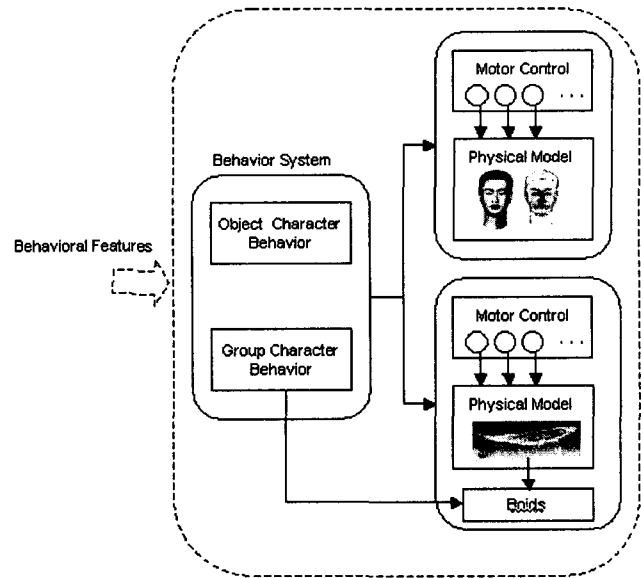 Behavioral Features
Behavior System
Object Character
Behavior
Group Character
Behavior
Motor Control
. . .
Physical Model
Motor Control
. . .
Physical Model
Boids